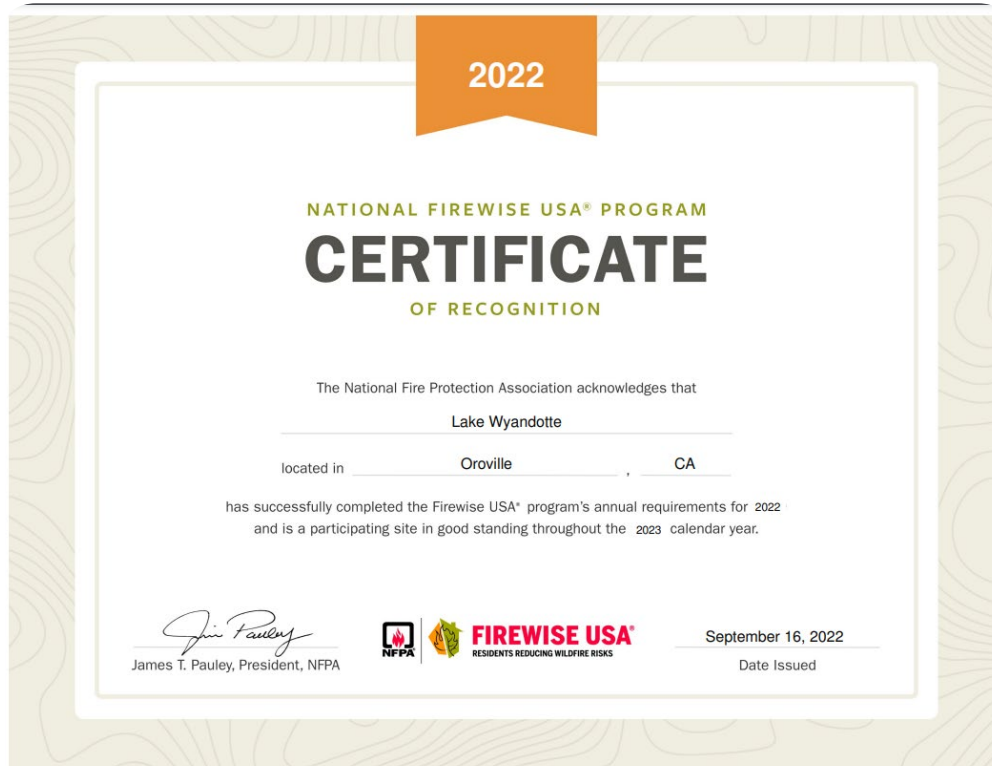 2022
NATIONAL FIREWISE USA® PROGRAM
CERTIFICATE
OF RECOGNITION
The National Fire Protection Association acknowledges that
Lake Wyandotte
located in Oroville , CA
has successfully completed the Firewise USA® program's annual requirements for 2022
and is a participating site in good standing throughout the 2023 calendar year.
Jim Pauley
James T. Pauley, President, NFPA
NFPA
FIREWISE USA®
RESIDENTS REDUCING WILDFIRE RISKS
September 16, 2022
Date Issued